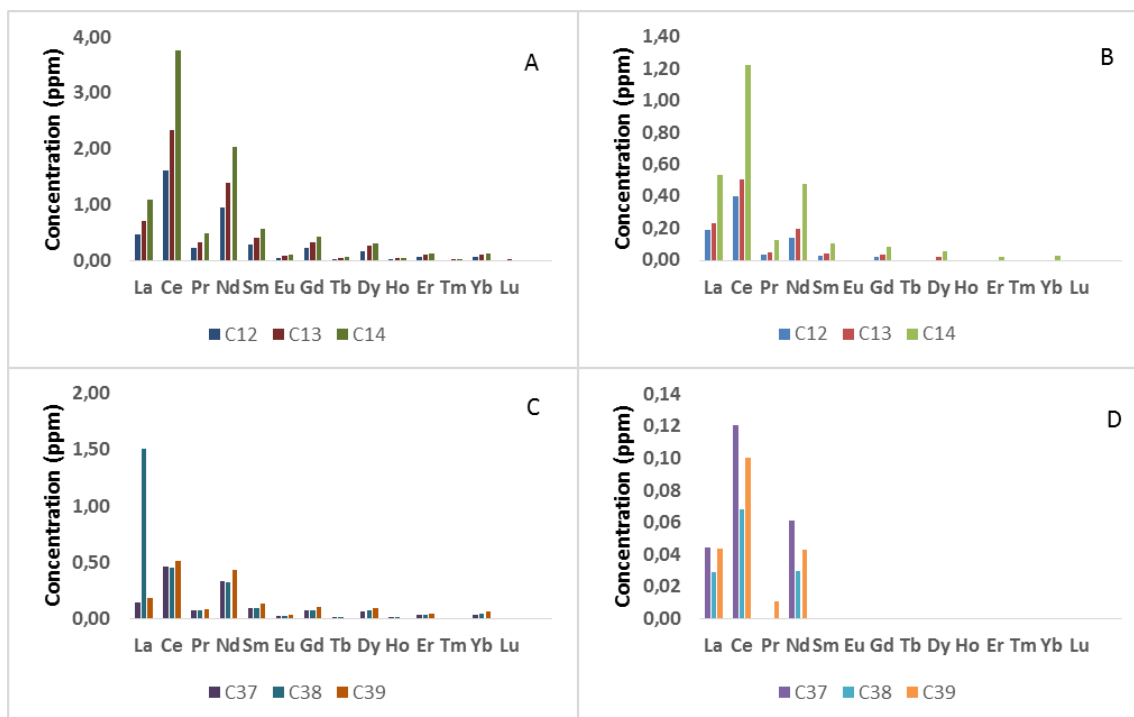 A
Concentration (ppm)
4,00
3,00
2,00
1,00
0,00
La Ce Pr Nd Sm Eu Gd Tb Dy Ho Er Tm Yb Lu
C12 C13 C14
B
Concentration (ppm)
1,40
1,20
1,00
0,80
0,60
0,40
0,20
0,00
La Ce Pr Nd Sm Eu Gd Tb Dy Ho Er Tm Yb Lu
C12 C13 C14
C
Concentration (ppm)
2,00
1,50
1,00
0,50
0,00
La Ce Pr Nd Sm Eu Gd Tb Dy Ho Er Tm Yb Lu
C37 C38 C39
D
Concentration (ppm)
0,14
0,12
0,10
0,08
0,06
0,04
0,02
0,00
La Ce Pr Nd Sm Eu Gd Tb Dy Ho Er Tm Yb Lu
C37 C38 C39